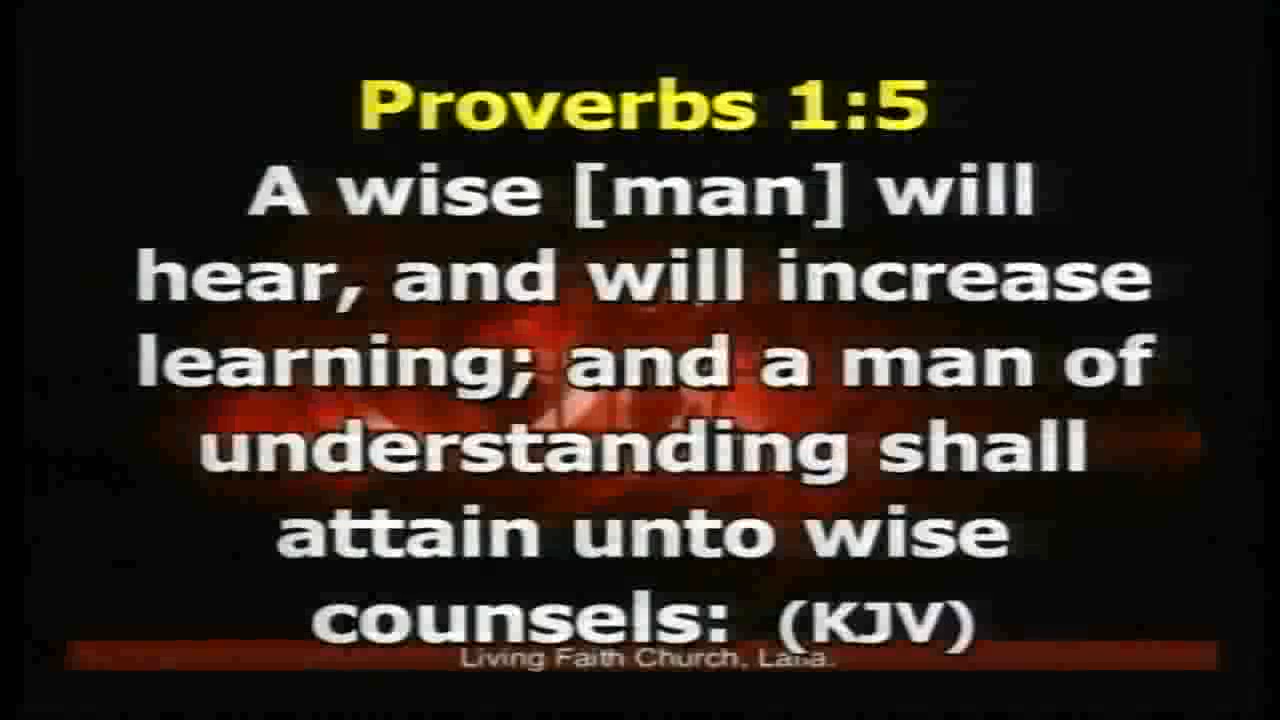 Proverbs 1:5
A wise [man] will
hear, and will increase
learning; and a man of
understanding shall
attain unto wise
counsels: (KJV)
Living Faith Church,